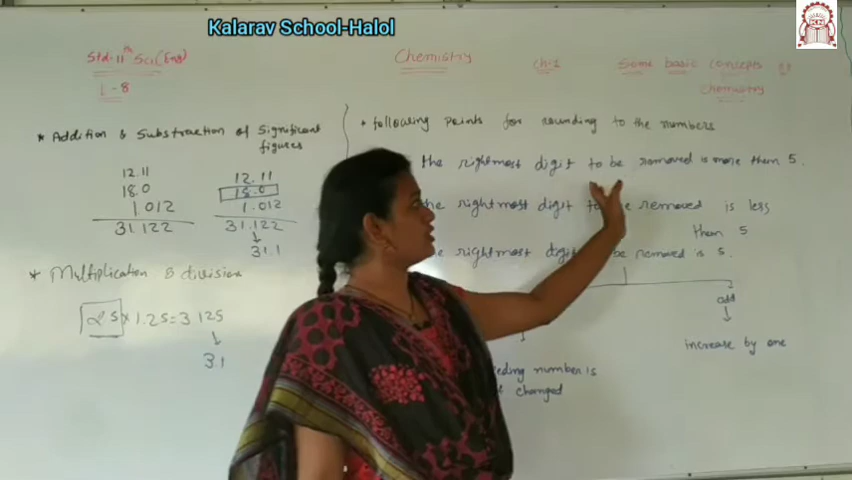 Kalarav School-Halol
Std:-11th Sci (Eng)
L-8
Chemistry
ch-1
Some basic concepts of
chemistry
* Addition & Substraction of Significant
figures
12.11
18.0
1.012
31.122
12.11
18.0
1.012
31.122
31.1
* Multiplication & division
2.5 × 1.25 = 3.125
3.1
* following points for rounding to the numbers
the rightmost digit to be removed is more then 5.
the rightmost digit to be removed is less
then 5
the rightmost digit to be removed is 5.
odd
increase by one
number is
changed